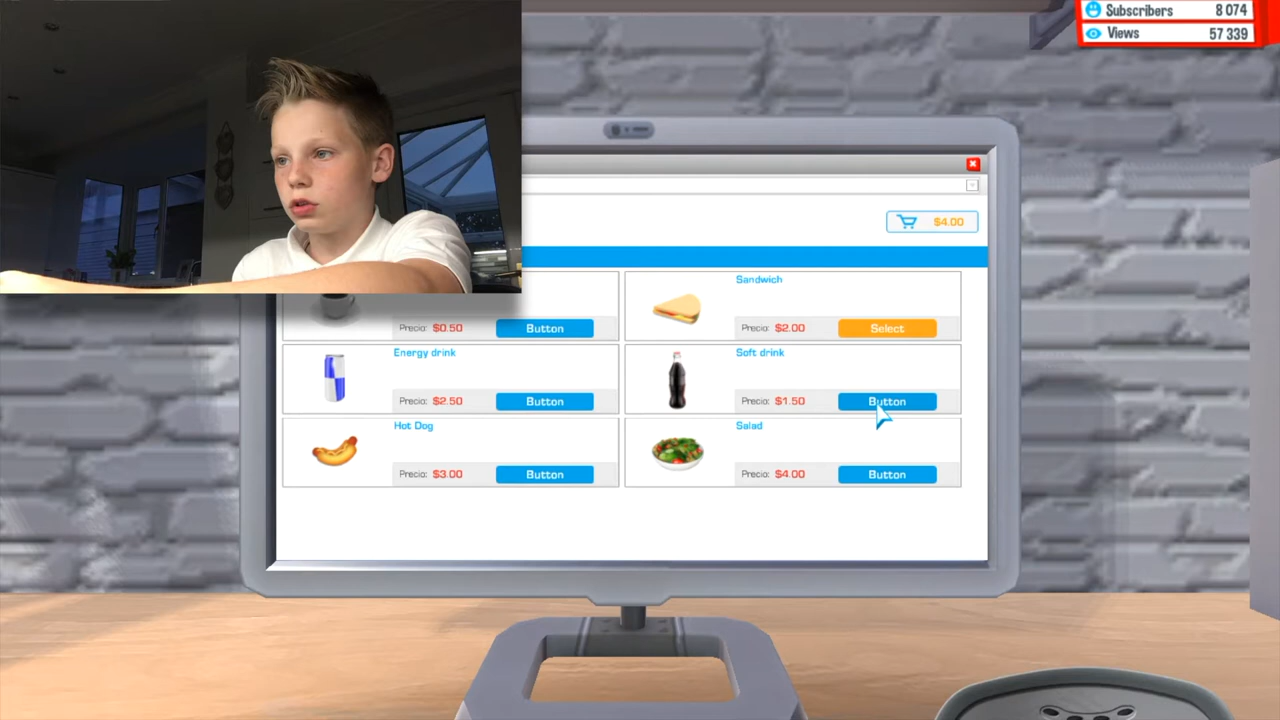 Subscribers 8 074
Views 57 339
$4.00
Sandwich
Precio: $0.50 Button
Precio: $2.00 Select
Energy drink
Precio: $2.50 Button
Soft drink
Precio: $1.50 Button
Hot Dog
Precio: $3.00 Button
Salad
Precio: $4.00 Button